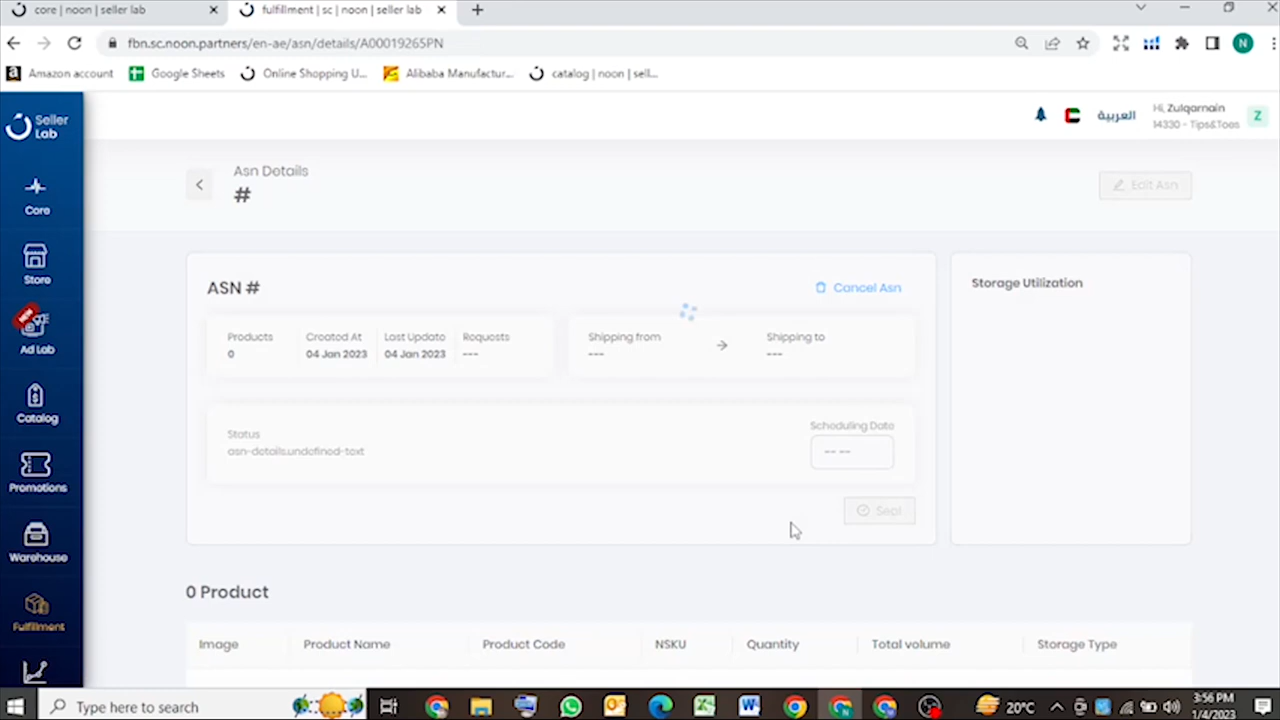 core | noon | seller lab
fulfillment | sc | noon | seller lab
fbn.sc.noon.partners/en-ae/asn/details/A00019265PN
N
Amazon account
Google Sheets
Online Shopping U...
Alibaba Manufactur...
catalog | noon | sell...
Seller
Lab
العربية
Hi, Zulqarnain
14330 - Tips&Toes
Z
Core
Store
NEW
Ad Lab
Catalog
Promotions
Warehouse
Fulfillment
Asn Details
#
Edit Asn
ASN #
Cancel Asn
Storage Utilization
Products
0
Created At
04 Jan 2023
Last Update
04 Jan 2023
Requests
---
Shipping from
---
Shipping to
---
Status
asn-details.undefined-text
Scheduling Date
-- --
Seal
0 Product
Image
Product Name
Product Code
NSKU
Quantity
Total volume
Storage Type
Type here to search
20°C
3:56 PM
1/4/2023